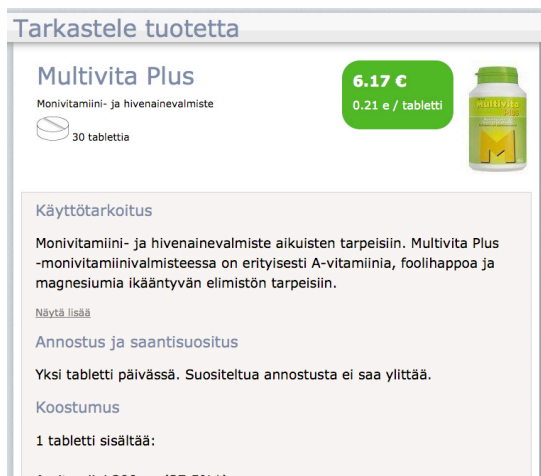 Tarkastele tuotetta
Multivita Plus
Monivitamiini- ja hivenainevalmiste
30 tablettia
6.17 €
0.21 e / tabletti
Multivita
PLUS
M
Käyttötarkoitus
Monivitamiini- ja hivenainevalmiste aikuisten tarpeisiin. Multivita Plus
-monivitamiinivalmisteessa on erityisesti A-vitamiinia, foolihappoa ja
magnesiumia ikääntyvän elimistön tarpeisiin.
Näytä lisää
Annostus ja saantisuositus
Yksi tabletti päivässä. Suositeltua annostusta ei saa ylittää.
Koostumus
1 tabletti sisältää: